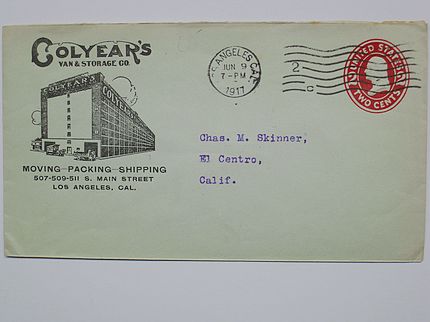 COLYEAR'S
VAN & STORAGE CO.
COLYEAR'S
COLYEAR'S
MOVING-PACKING-SHIPPING
507-509-511 S. MAIN STREET
LOS ANGELES, CAL.
ANGELES, CAL.
JUN 9
7-PM
1917
2
C
UNITED STATES
TWO CENTS
Chas. M. Skinner,
El Centro,
Calif.